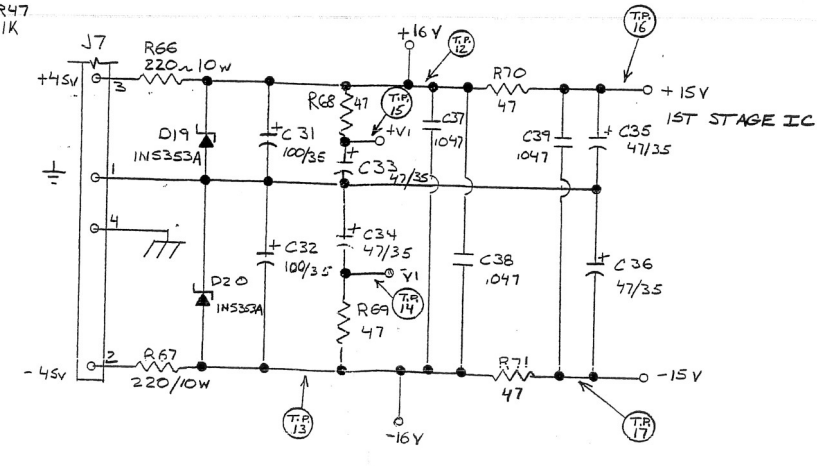 R47
1K
J7
R66
220~10W
+16V
T.P. 12
T.P. 16
+45V
3
R68
47
T.P. 15
+V1
C37
.047
R70
47
+15V
1ST STAGE IC
D19
1N5353A
+
C31
100/35
+
C33
47/35
C39
.047
+
C35
47/35
1
4
+
C32
100/35
+
C34
47/35
-V1
T.P. 14
C38
.047
+
C36
47/35
D20
1N5353A
R69
47
-45V
2
R67
220/10W
R71
47
-15V
T.P. 13
-16V
T.P. 17